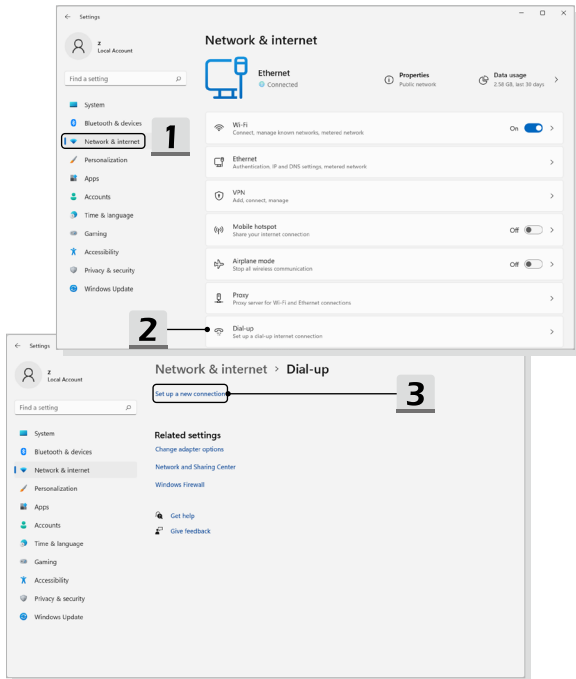 Settings
z
Local Account
Find a setting
System
Bluetooth & devices
Network & internet
Personalization
Apps
Accounts
Time & language
Gaming
Accessibility
Privacy & security
Windows Update
1
Network & internet
Ethernet
Connected
Properties
Public network
Data usage
2.58 GB, last 30 days
Wi-Fi
Connect, manage known networks, metered network
On
Ethernet
Authentication, IP and DNS settings, metered network
VPN
Add, connect, manage
Mobile hotspot
Share your internet connection
Off
Airplane mode
Stop all wireless communication
Off
Proxy
Proxy server for Wi-Fi and Ethernet connections
2
Dial-up
Set up a dial-up internet connection
Settings
z
Local Account
Find a setting
System
Bluetooth & devices
Network & internet
Personalization
Apps
Accounts
Time & language
Gaming
Accessibility
Privacy & security
Windows Update
Network & internet > Dial-up
Set up a new connection
3
Related settings
Change adapter options
Network and Sharing Center
Windows Firewall
Get help
Give feedback